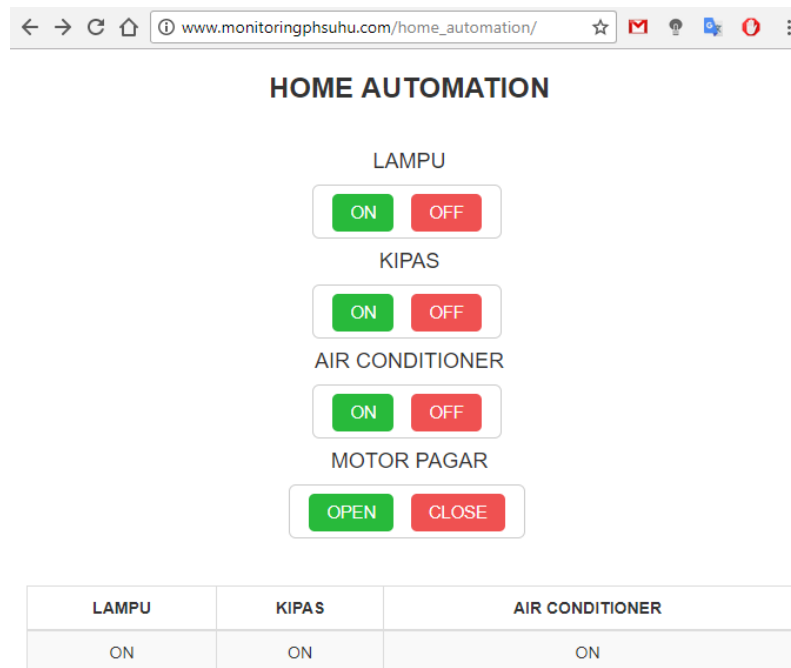 www.monitoringphsuhu.com/home_automation/
HOME AUTOMATION
LAMPU
ON OFF
KIPAS
ON OFF
AIR CONDITIONER
ON OFF
MOTOR PAGAR
OPEN CLOSE
LAMPU KIPAS AIR CONDITIONER
ON ON ON